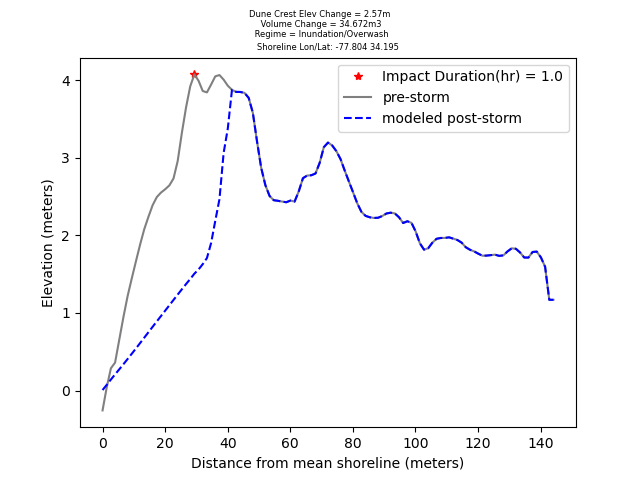 Dune Crest Elev Change = 2.57m
Volume Change = 34.672m3
Regime = Inundation/Overwash
Shoreline Lon/Lat: -77.804 34.195
Impact Duration(hr) = 1.0
pre-storm
modeled post-storm
Elevation (meters)
4
3
2
1
0
0 20 40 60 80 100 120 140
Distance from mean shoreline (meters)